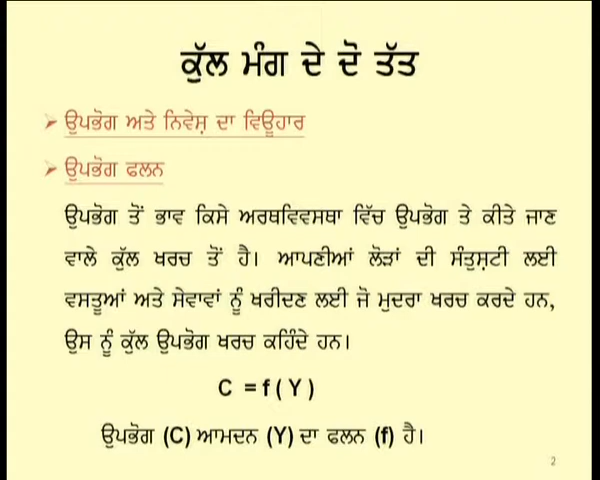 ਕੁੱਲ ਮੰਗ ਦੇ ਦੋ ਤੱਤ
➢ ਉਪਭੋਗ ਅਤੇ ਨਿਵੇਸ਼ ਦਾ ਵਿਊਹਾਰ
➢ ਉਪਭੋਗ ਫਲਨ
ਉਪਭੋਗ ਤੋਂ ਭਾਵ ਕਿਸੇ ਅਰਥਵਿਵਸਥਾ ਵਿੱਚ ਉਪਭੋਗ ਤੇ ਕੀਤੇ ਜਾਣ
ਵਾਲੇ ਕੁੱਲ ਖਰਚ ਤੋਂ ਹੈ। ਆਪਣੀਆਂ ਲੋੜਾਂ ਦੀ ਸੰਤੁਸ਼ਟੀ ਲਈ
ਵਸਤੂਆਂ ਅਤੇ ਸੇਵਾਵਾਂ ਨੂੰ ਖਰੀਦਣ ਲਈ ਜੋ ਮੁਦਰਾ ਖਰਚ ਕਰਦੇ ਹਨ,
ਉਸ ਨੂੰ ਕੁੱਲ ਉਪਭੋਗ ਖਰਚ ਕਹਿੰਦੇ ਹਨ।
C = f ( Y )
ਉਪਭੋਗ (C) ਆਮਦਨ (Y) ਦਾ ਫਲਨ (f) ਹੈ।
2